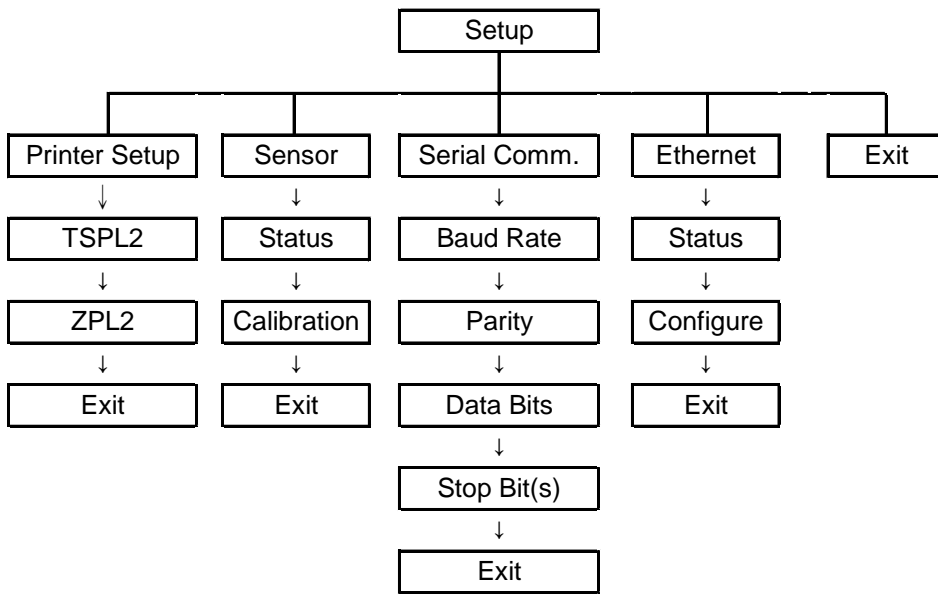 Setup
Printer Setup
Sensor
Serial Comm.
Ethernet
Exit
↓
↓
↓
↓
TSPL2
Status
Baud Rate
Status
↓
↓
↓
↓
ZPL2
Calibration
Parity
Configure
↓
↓
↓
↓
Exit
Exit
Data Bits
Exit
↓
Stop Bit(s)
↓
Exit